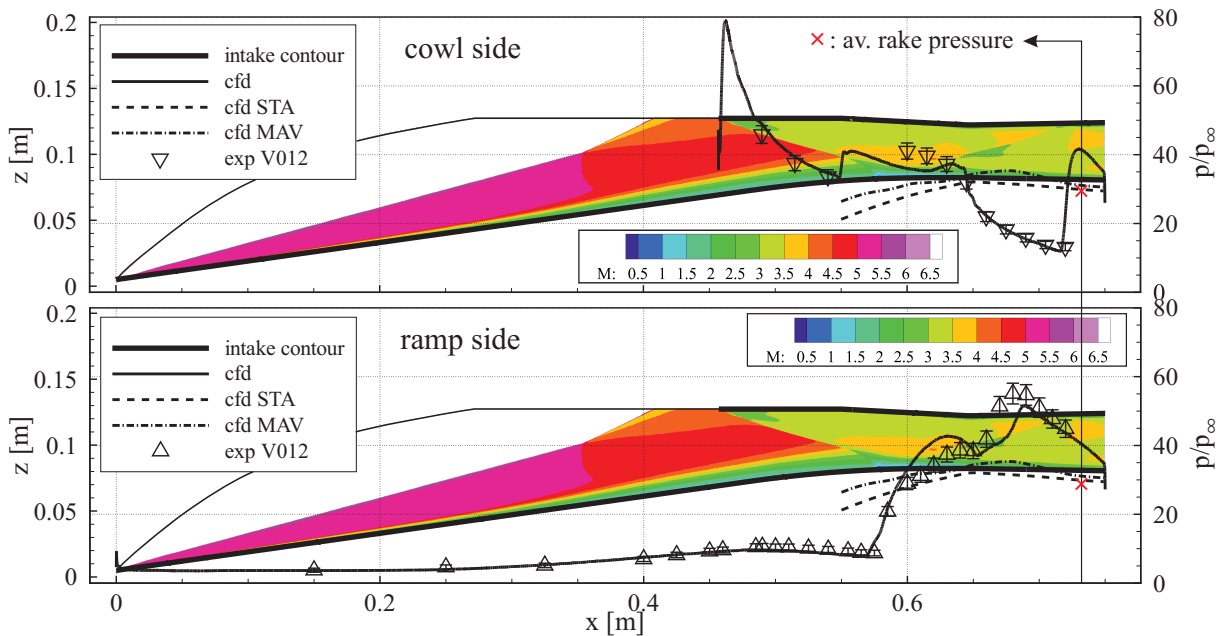 0.2
0.15
0.1
0.05
0
z [m]
intake contour
cfd
cfd STA
cfd MAV
exp V012
cowl side
× : av. rake pressure
80
60
40
20
0
p/p∞
M: 0.5 1 1.5 2 2.5 3 3.5 4 4.5 5 5.5 6 6.5
0.2
0.15
0.1
0.05
0
z [m]
intake contour
cfd
cfd STA
cfd MAV
exp V012
ramp side
M: 0.5 1 1.5 2 2.5 3 3.5 4 4.5 5 5.5 6 6.5
80
60
40
20
0
p/p∞
0 0.2 0.4 0.6
x [m]